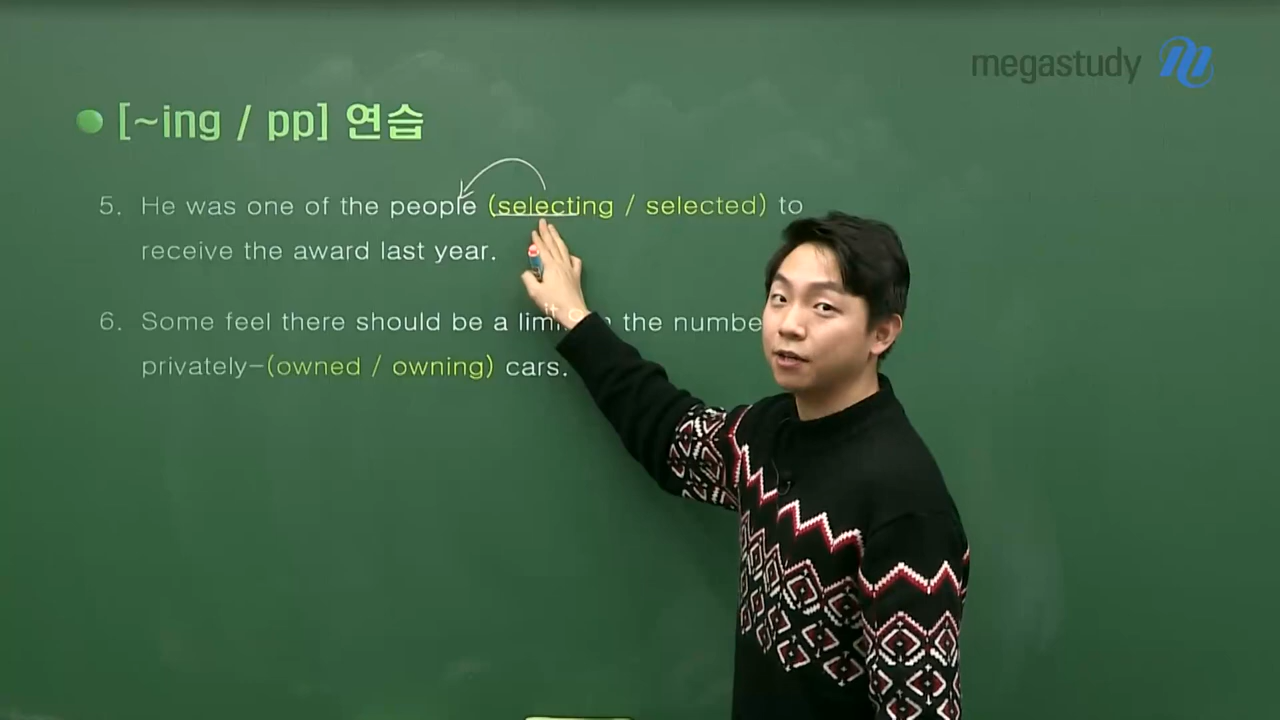 megastudy
[~ing / pp] 연습
5. He was one of the people (selecting / selected) to
receive the award last year.
6. Some feel there should be a the
privately-(owned / owning) cars.